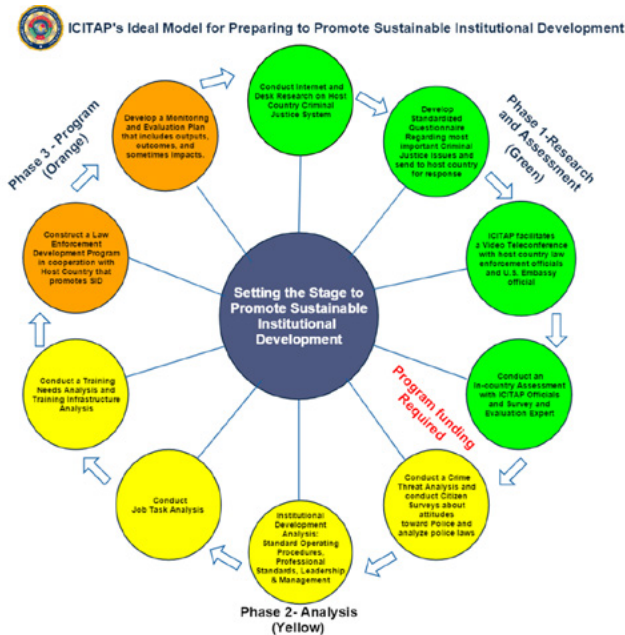 ICITAP's Ideal Model for Preparing to Promote Sustainable Institutional Development
Conduct Internet and
Desk Research on Host
Country Criminal
Justice System
Develop
Standardized
Questionnaire
Regarding most
important Criminal
Justice issues and
send to host country
for response
Phase 1-Research
and Assessment
(Green)
ICITAP facilitates
a Video Teleconference
with host country law
enforcement officials
and U.S. Embassy
official
Conduct an
In-country Assessment
with ICITAP Officials
and Survey and
Evaluation Expert
Program funding
Required
Conduct a Crime
Threat Analysis and
conduct Citizen
Surveys about
attitudes
toward Police and
analyze police laws
Institutional
Development
Analysis:
Standard Operating
Procedures,
Professional
Standards, Leadership
& Management
Phase 2- Analysis
(Yellow)
Conduct
Job Task Analysis
Conduct a Training
Needs Analysis and
Training Infrastructure
Analysis
Construct a Law
Enforcement
Development Program
in cooperation with
Host Country that
promotes SID
Develop a Monitoring
and Evaluation Plan
that includes outputs,
outcomes, and
sometimes impacts.
Phase 3 - Program
(Orange)
Setting the Stage to
Promote Sustainable
Institutional
Development